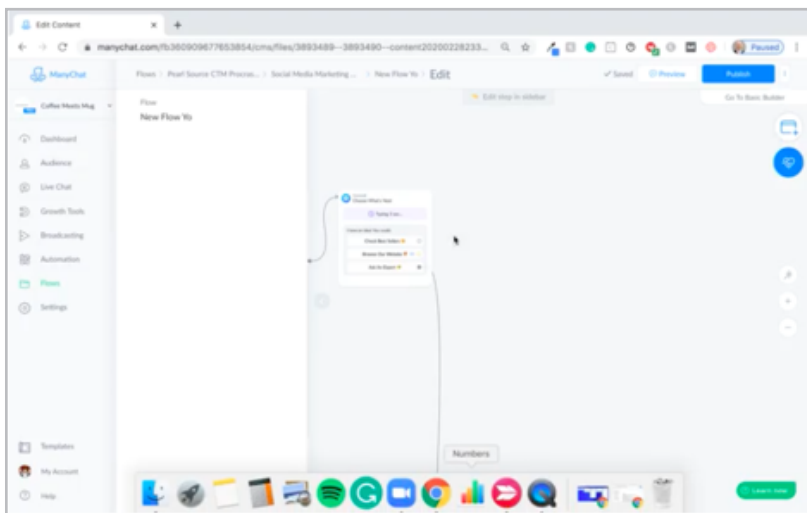 Edit Content
manychat.com/fb360909677653854/cms/files/3893489--3893490--content20200228233...
Paused
ManyChat
Flows > Pearl Source CTM Process... > Social Media Marketing ... > New Flow Yo > Edit
Saved
Preview
Publish
Coffee Meets Mug
Flow
New Flow Yo
Edit step in sidebar
Go To Basic Builder
Dashboard
Audience
Live Chat
Growth Tools
Broadcasting
Automation
Flows
Settings
Typing 3 sec...
Check Best Sellers
Browse Our Website
Ask An Expert
Templates
My Account
Help
Numbers
Learn new